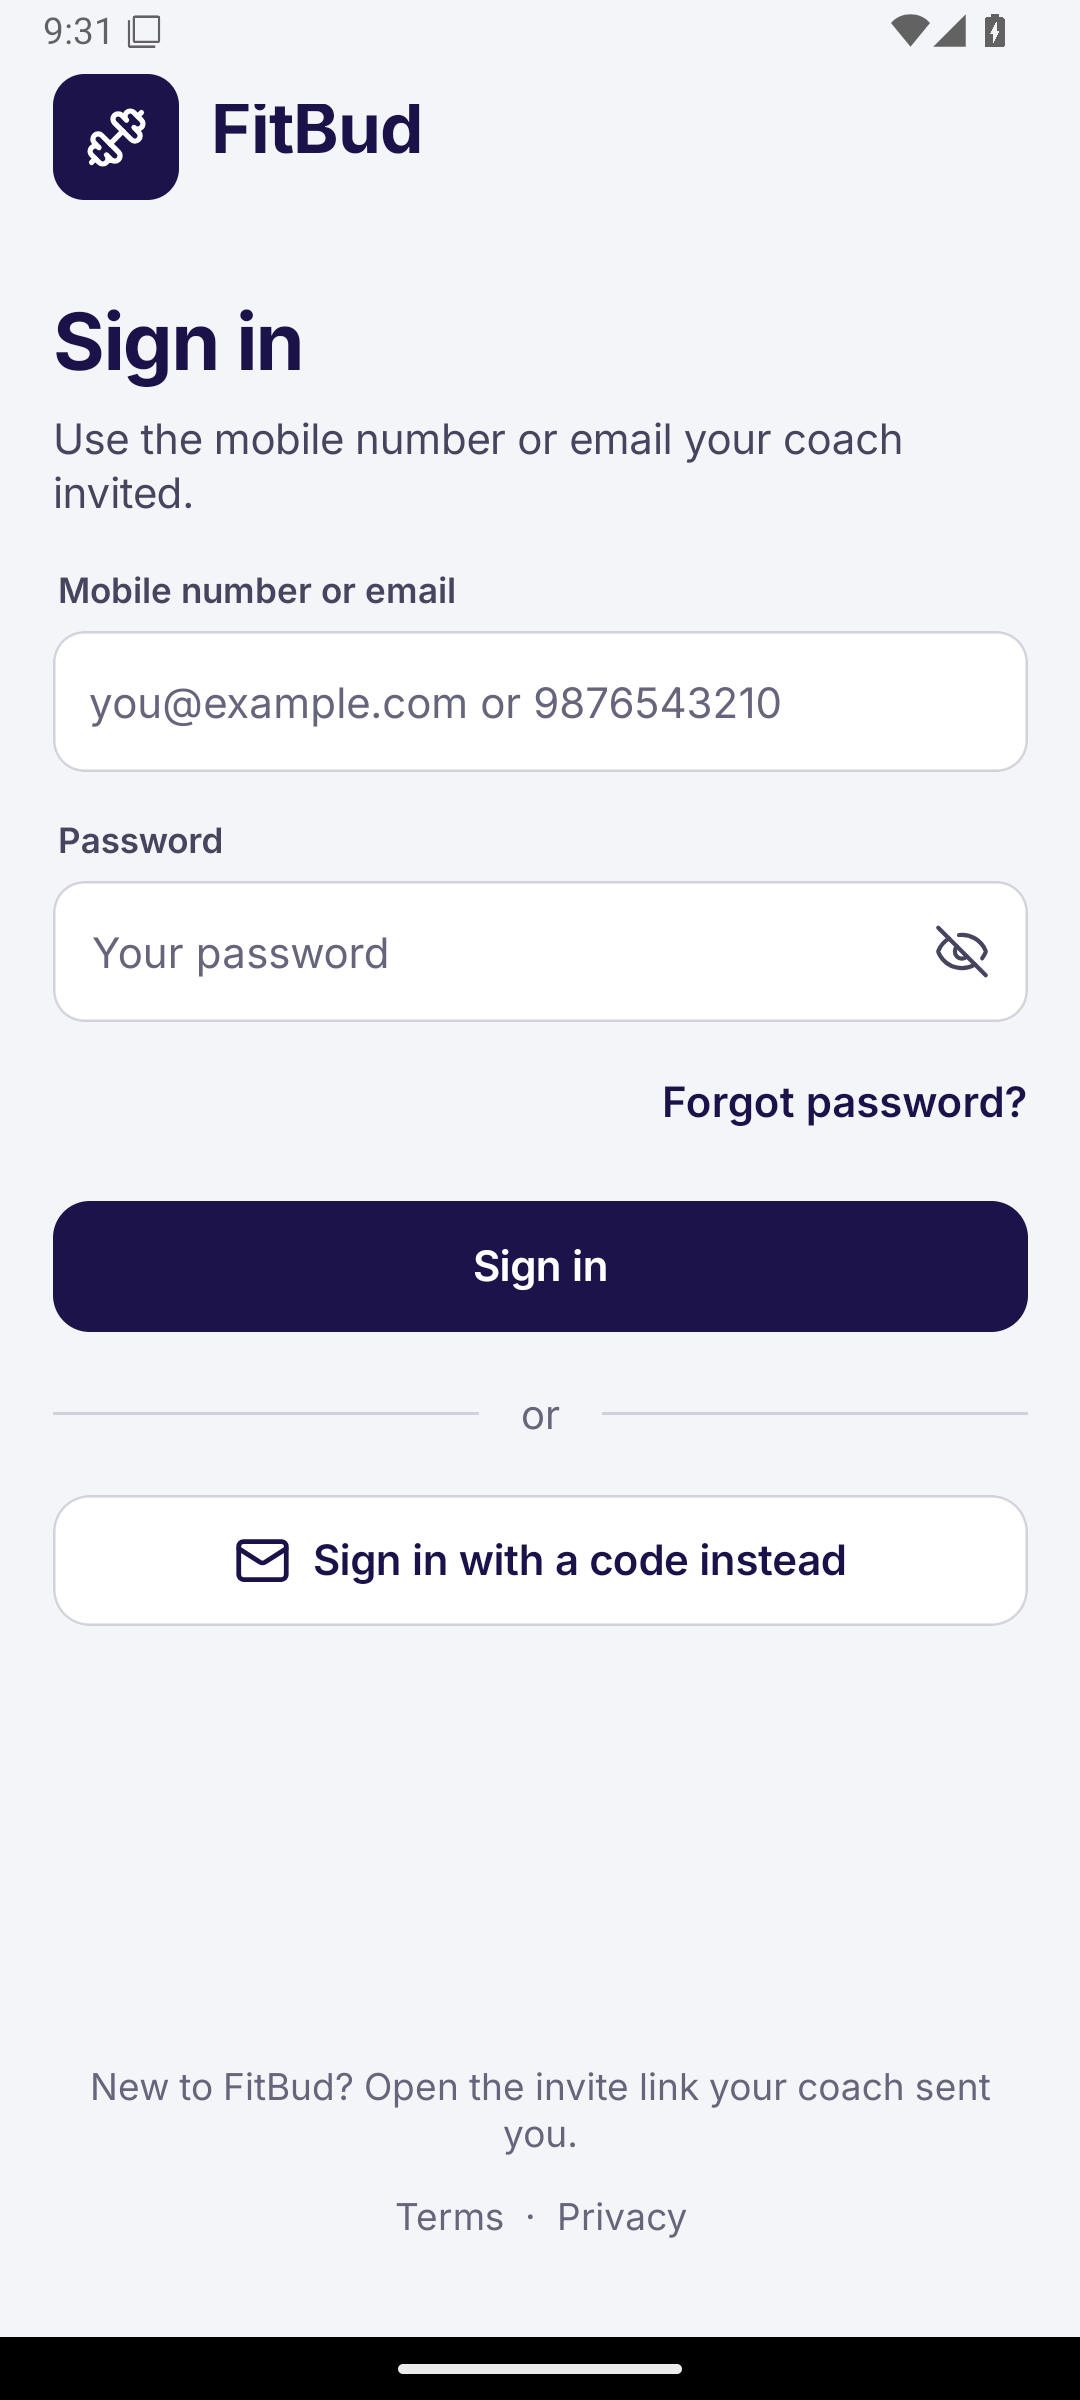 9:31
FitBud
Sign in
Use the mobile number or email your coach
invited.
Mobile number or email
you@example.com or 9876543210
Password
Your password
Forgot password?
Sign in
or
Sign in with a code instead
New to FitBud? Open the invite link your coach sent
you.
Terms · Privacy